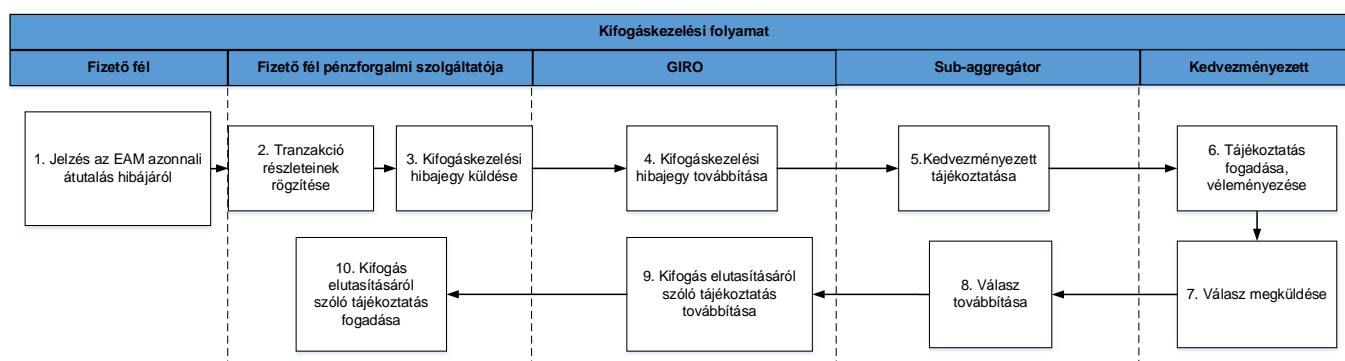 Kifogáskezelési folyamat
Fizető fél
Fizető fél pénzforgalmi szolgáltatója
GIRO
Sub-aggregátor
Kedvezményezett
1. Jelzés az EAM azonnali
átutalás hibájáról
2. Tranzakció
részleteinek
rögzítése
3. Kifogáskezelési
hibajegy küldése
4. Kifogáskezelési
hibajegy továbbítása
5.Kedvezményezett
tájékoztatása
6. Tájékoztatás
fogadása,
véleményezése
10. Kifogás
elutasításáról
szóló tájékoztatás
fogadása
9. Kifogás elutasításáról
szóló tájékoztatás
továbbítása
8. Válasz
továbbítása
7. Válasz megküldése